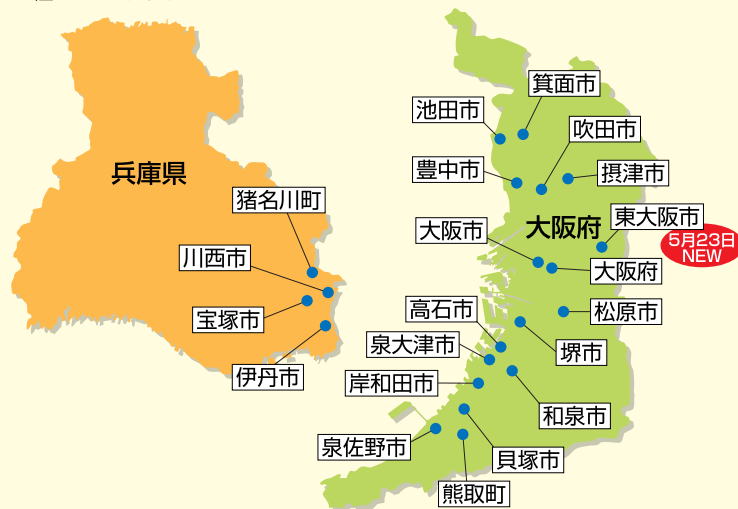 兵庫県
猪名川町
川西市
宝塚市
伊丹市
箕面市
池田市
吹田市
豊中市
摂津市
大阪府
東大阪市
5月23日
NEW
大阪市
大阪府
高石市
松原市
泉大津市
堺市
岸和田市
和泉市
泉佐野市
貝塚市
熊取町